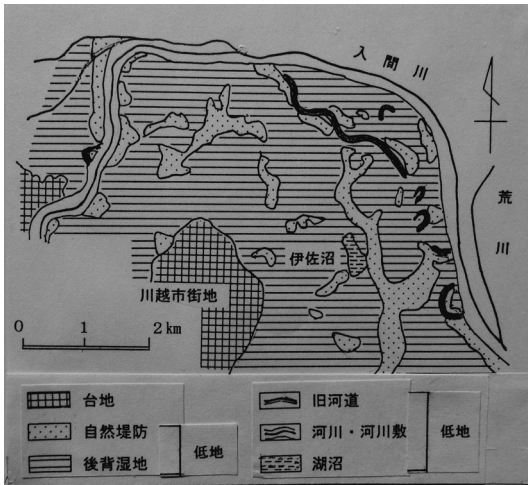 入間川
荒川
伊佐沼
川越市街地
0 1 2km
台地
自然堤防
後背湿地
低地
旧河道
河川・河川敷
湖沼
低地